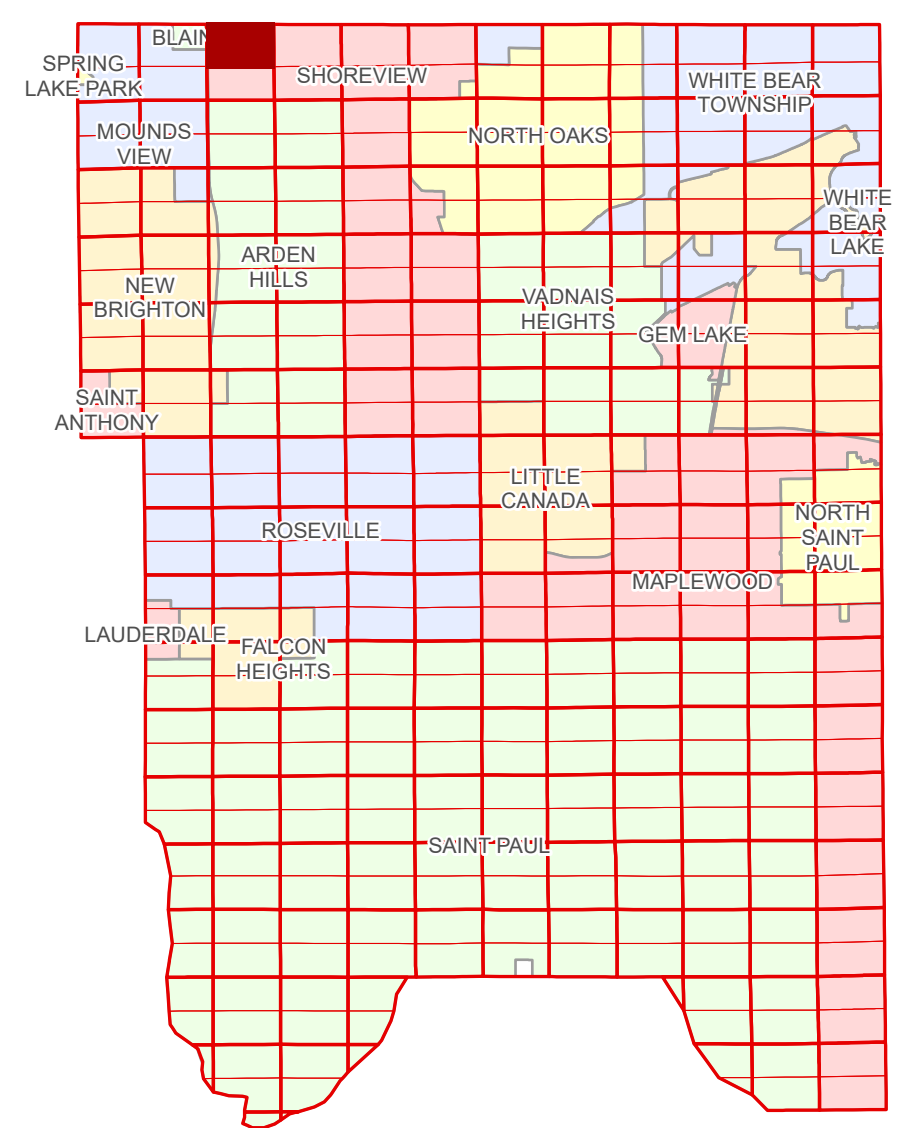 BLAIN
SPRING
LAKE PARK
SHOREVIEW
WHITE BEAR
TOWNSHIP
MOUNDS
VIEW
NORTH OAKS
WHITE
BEAR
LAKE
ARDEN
HILLS
NEW
BRIGHTON
VADNAIS
HEIGHTS
GEM LAKE
SAINT
ANTHONY
LITTLE
CANADA
NORTH
SAINT
PAUL
ROSEVILLE
MAPLEWOOD
LAUDERDALE
FALCON
HEIGHTS
SAINT PAUL